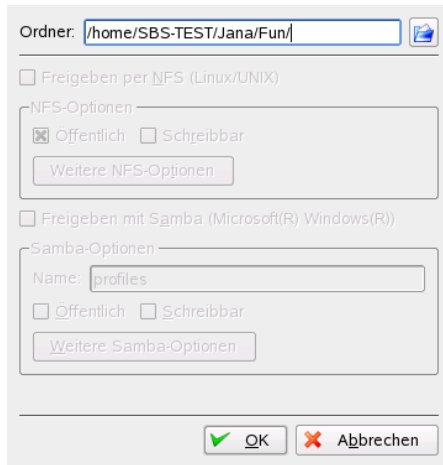 Ordner: /home/SBS-TEST/Jana/Fun/
Freigeben per NFS (Linux/UNIX)
NFS-Optionen
Öffentlich Schreibbar
Weitere NFS-Optionen
Freigeben mit Samba (Microsoft(R) Windows(R))
Samba-Optionen
Name: profiles
Öffentlich Schreibbar
Weitere Samba-Optionen
OK Abbrechen